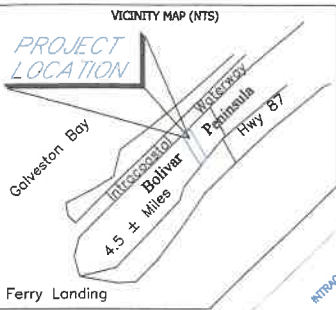 VICINITY MAP (NTS)
PROJECT
LOCATION
Galveston Bay
Intracoastal Waterway
Bolivar Peninsula
Hwy 87
4.5 ± Miles
Ferry Landing
INTRAC